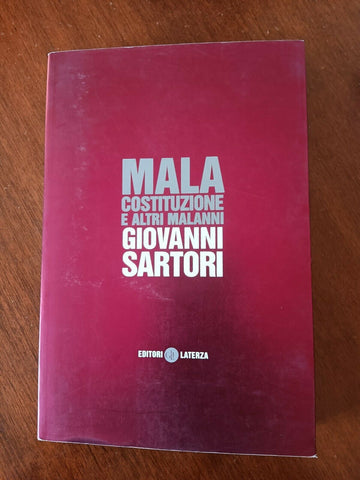 MALA
COSTITUZIONE
E ALTRI MALANNI
GIOVANNI
SARTORI
EDITORI LATERZA